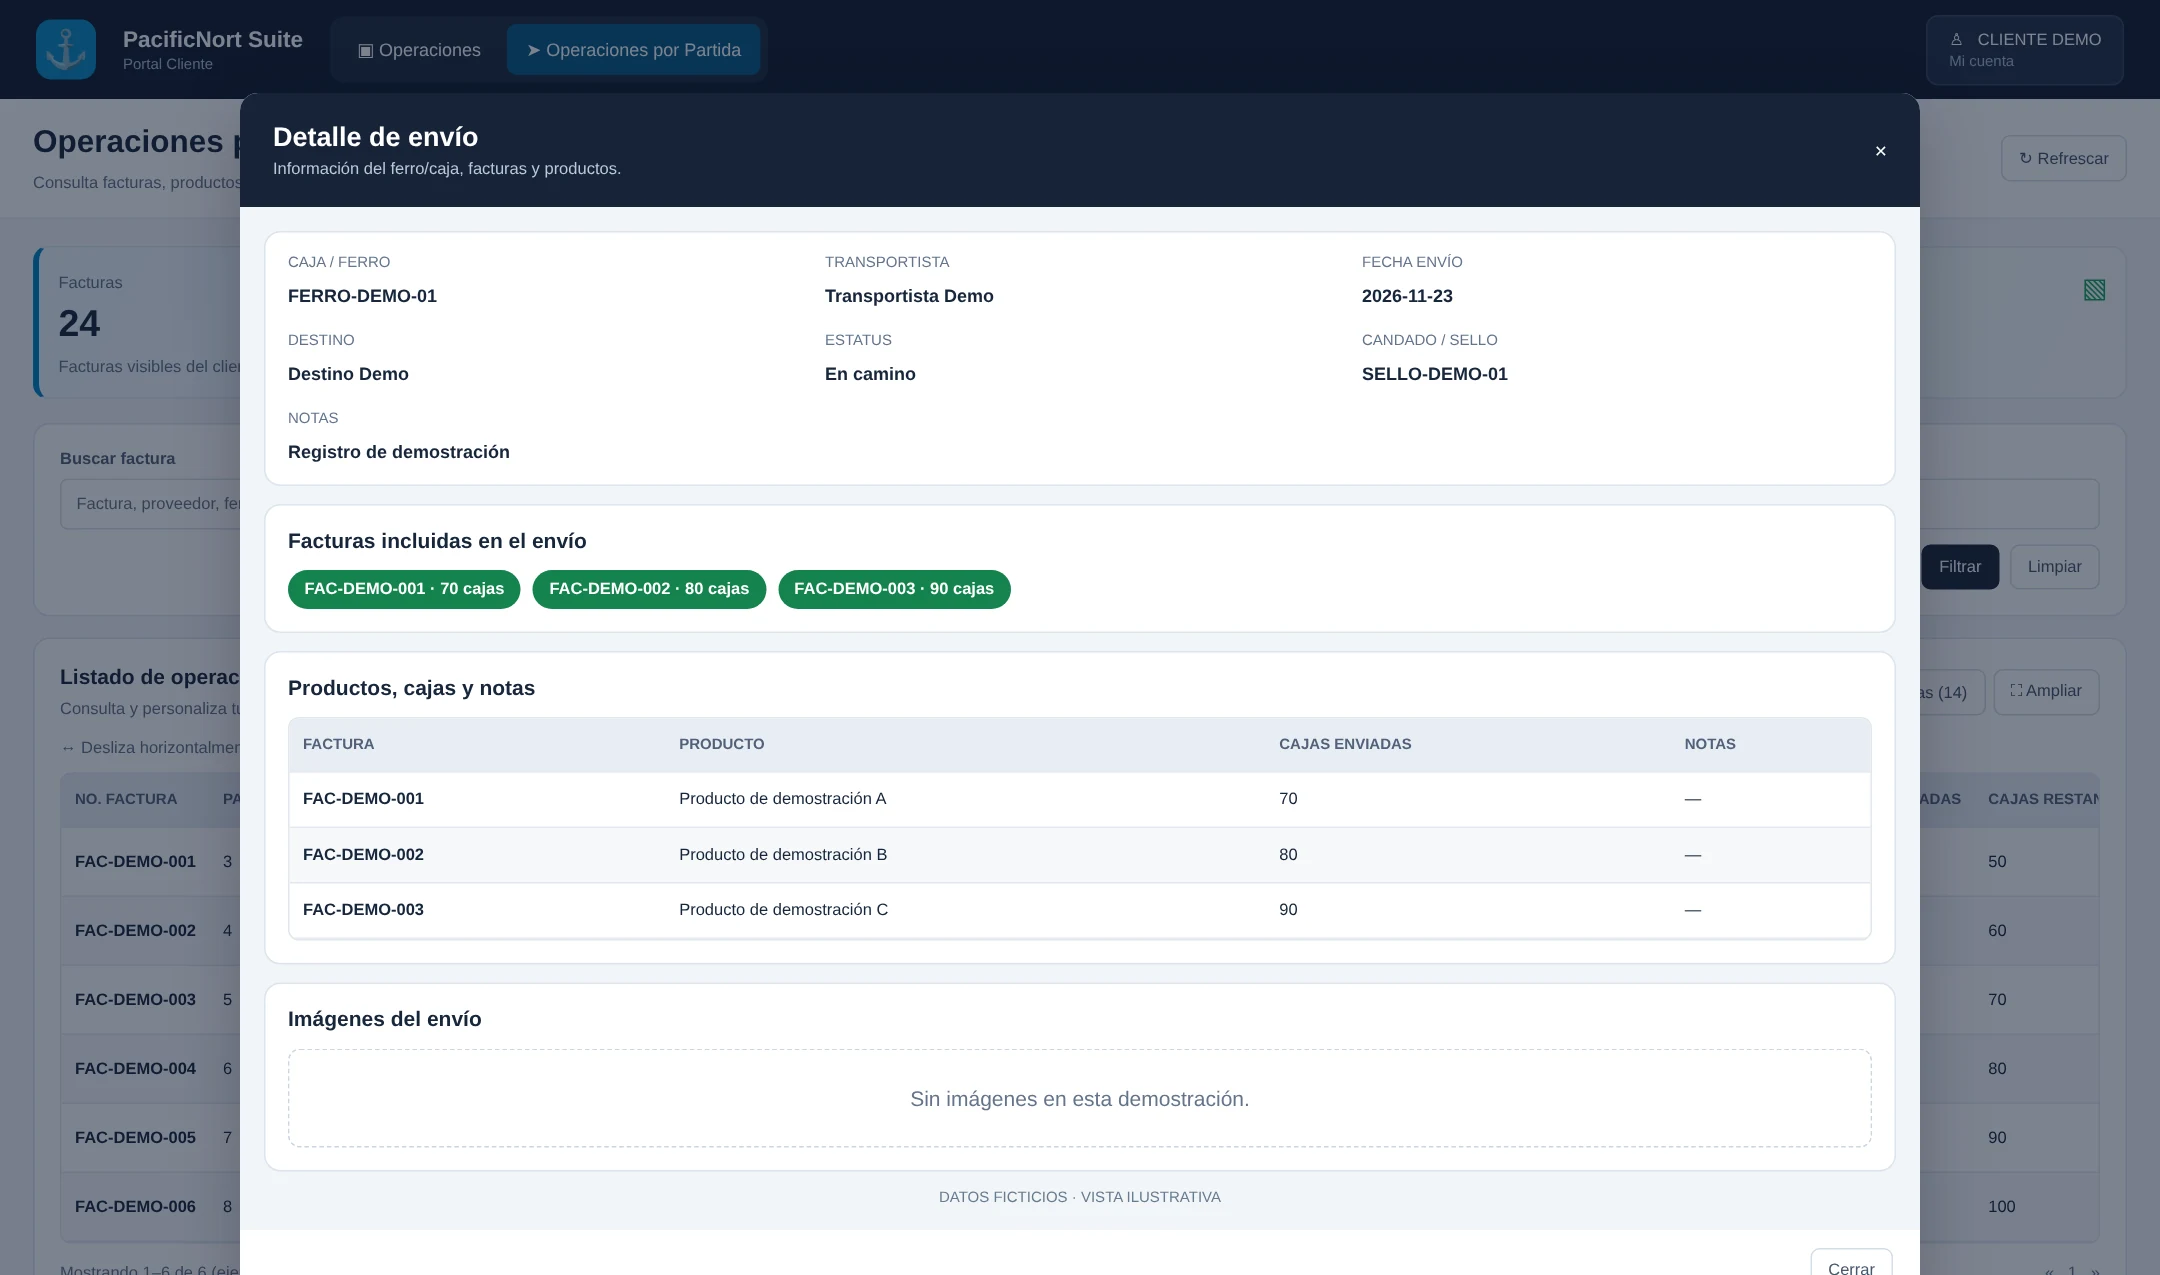 PacificNort Suite
Portal Cliente
▣ Operaciones
➤ Operaciones por Partida
♙ CLIENTE DEMO
Mi cuenta
Operaciones
Consulta facturas, productos
↻ Refrescar
Detalle de envío
Información del ferro/caja, facturas y productos.
×
Facturas
24
Facturas visibles del
Buscar factura
Factura, proveedor,
Filtrar
Limpiar
CAJA / FERRO
FERRO-DEMO-01
TRANSPORTISTA
Transportista Demo
FECHA ENVÍO
2026-11-23
DESTINO
Destino Demo
ESTATUS
En camino
CANDADO / SELLO
SELLO-DEMO-01
NOTAS
Registro de demostración
Facturas incluidas en el envío
FAC-DEMO-001 · 70 cajas
FAC-DEMO-002 · 80 cajas
FAC-DEMO-003 · 90 cajas
Productos, cajas y notas
FACTURA PRODUCTO CAJAS ENVIADAS NOTAS
FAC-DEMO-001 Producto de demostración A 70 —
FAC-DEMO-002 Producto de demostración B 80 —
FAC-DEMO-003 Producto de demostración C 90 —
Imágenes del envío
Sin imágenes en esta demostración.
DATOS FICTICIOS · VISTA ILUSTRATIVA
Cerrar
Listado de
Consulta y personaliza
↔ Desliza
(14)
⛶ Ampliar
NO. FACTURA
CAJAS
FAC-DEMO-001 3 50
FAC-DEMO-002 4 60
FAC-DEMO-003 5 70
FAC-DEMO-004 6 80
FAC-DEMO-005 7 90
FAC-DEMO-006 8 100
Mostrando 1–6 de 6
« 1 »